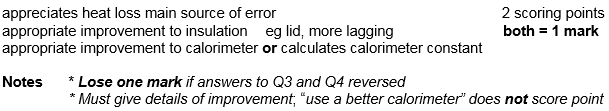 appreciates heat loss main source of error 2 scoring points
appropriate improvement to insulation eg lid, more lagging both = 1 mark
appropriate improvement to calorimeter or calculates calorimeter constant
Notes * Lose one mark if answers to Q3 and Q4 reversed
* Must give details of improvement; “use a better calorimeter” does not score point